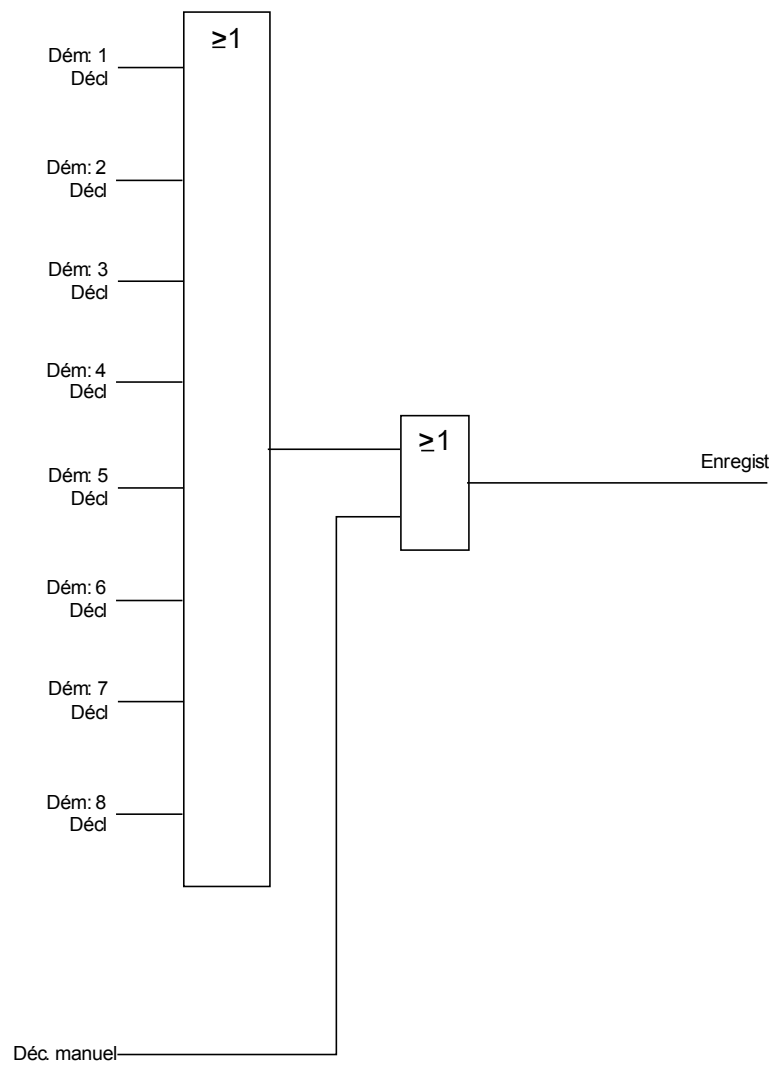 ≥1
Dém: 1
Décl
Dém: 2
Décl
Dém: 3
Décl
Dém: 4
Décl
Dém: 5
Décl
Dém: 6
Décl
Dém: 7
Décl
Dém: 8
Décl
≥1
Enregist
Déc. manuel